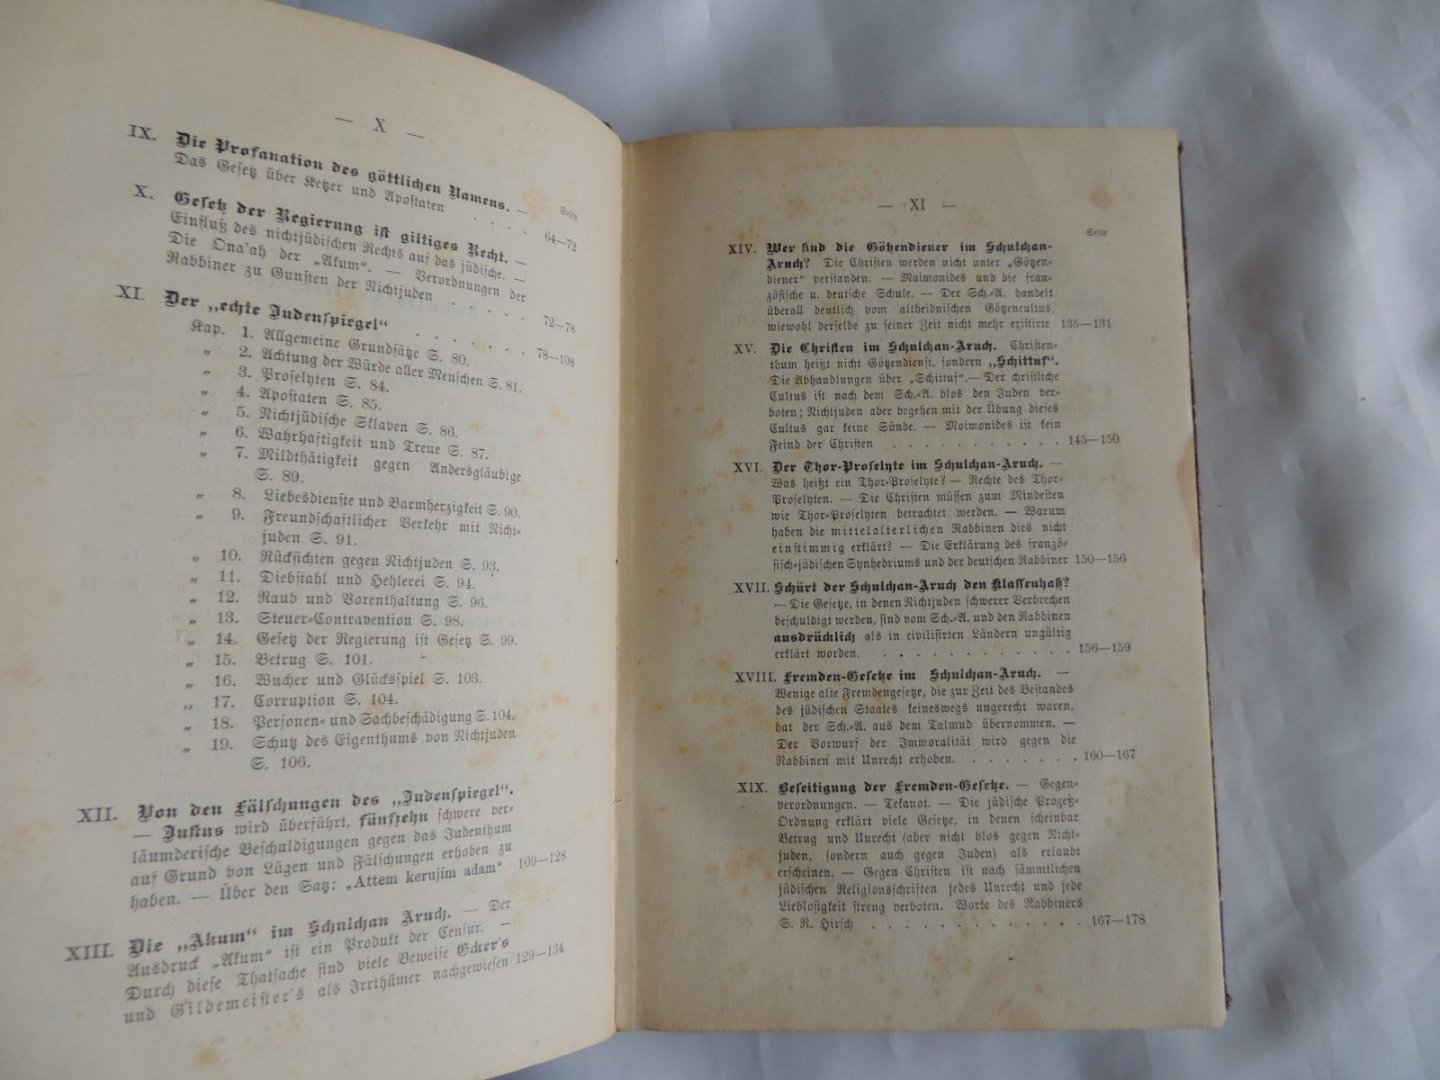 — X —
Seite
IX. Die Profanation des göttlichen Namens. —
Das Gesetz über Ketzer und Apostaten . . . . 64—72
X. Gesetz der Regierung ist giltiges Recht. —
Einfluß des nichtjüdischen Rechts auf das jüdische. —
Die Ona'ah der „Akum“. — Verordnungen der
Rabbiner zu Gunsten der Nichtjuden . . . . . 72—78
XI. Der „echte Judenspiegel“ . . . . . . 78—108
Kap. 1. Allgemeine Grundsätze S. 80.
„ 2. Achtung der Würde aller Menschen S. 81.
„ 3. Proselyten S. 84.
„ 4. Apostaten S. 85.
„ 5. Nichtjüdische Sklaven S. 86.
„ 6. Wahrhaftigkeit und Treue S. 87.
„ 7. Mildthätigkeit gegen Andersgläubige
S. 89.
„ 8. Liebesdienste und Barmherzigkeit S. 90.
„ 9. Freundschaftlicher Verkehr mit Nicht-
juden S. 91.
„ 10. Rücksichten gegen Nichtjuden S. 93.
„ 11. Diebstahl und Hehlerei S. 94.
„ 12. Raub und Vorenthaltung S. 96.
„ 13. Steuer-Contravention S. 98.
„ 14. Gesetz der Regierung ist Gesetz S. 99.
„ 15. Betrug S. 101.
„ 16. Wucher und Glücksspiel S. 103.
„ 17. Corruption S. 104.
„ 18. Personen- und Sachbeschädigung S. 104.
„ 19. Schutz des Eigenthums von Nichtjuden
S. 106.
XII. Von den Fälschungen des „Judenspiegel“.
— Justus wird überführt, fünfzehn schwere ver-
läumderische Beschuldigungen gegen das Judenthum
auf Grund von Lügen und Fälschungen erhoben zu
haben. — Über den Satz: „Attem kerujim adam“ 109—128
XIII. Die „Akum“ im Schulchan Aruch. — Der
Ausdruck „Akum“ ist ein Produkt der Censur. —
Durch diese Thatsache sind viele Beweise Ecker's
und Gildemeister's als Irrthümer nachgewiesen 129—134
— XI —
Seite
XIV. Wer sind die Götzendiener im Schulchan-
Aruch? Die Christen werden nicht unter „Götzen-
diener“ verstanden. — Maimonides und die fran-
zösische u. deutsche Schule. — Der Sch.-A. handelt
überall deutlich vom altheidnischen Götzencultus,
wiewohl derselbe zu seiner Zeit nicht mehr existirte 135—131
XV. Die Christen im Schulchan-Aruch. Christen-
thum heißt nicht Götzendienst, sondern „Schittuf“.
Die Abhandlungen über „Schittuf“. — Der christliche
Cultus ist nach dem Sch.-A. blos den Juden ver-
boten; Nichtjuden aber begehen mit der Übung dieses
Cultus gar keine Sünde. — Moimonides ist kein
Feind der Christen . . . . . . . . . . . 145—150
XVI. Der Thor-Proselyte im Schulchan-Aruch. —
Was heißt ein Thor-Proselyte? — Rechte des Thor-
Proselyten. — Die Christen müssen zum Mindesten
wie Thor-Proselyten betrachtet werden. — Warum
haben die mittelalterlichen Rabbinen dies nicht
einstimmig erklärt? — Die Erklärung des franzö-
sisch-jüdischen Synhedriums und der deutschen Rabbiner 150—156
XVII. Schürt der Schulchan-Aruch den Klassenhaß?
— Die Gesetze, in denen Nichtjuden schwerer Verbrechen
beschuldigt werden, sind vom Sch.-A. und den Rabbinen
ausdrücklich als in civilisirten Ländern ungültig
erklärt worden. . . . . . . . . . . . 156—159
XVIII. Fremden-Gesetze im Schulchan-Aruch. —
Wenige alte Fremdengesetze, die zur Zeit des Bestandes
des jüdischen Staates keineswegs ungerecht waren,
hat der Sch.-A. aus dem Talmud übernommen. —
Der Vorwurf der Immoralität wird gegen die
Rabbinen mit Unrecht erhoben. . . . . . . . 160—167
XIX. Beseitigung der Fremden-Gesetze. — Gegen-
verordnungen. — Tekanot. — Die jüdische Prozeß-
Ordnung erklärt viele Gesetze, in denen scheinbar
Betrug und Unrecht (aber nicht blos gegen Nicht-
juden, sondern auch gegen Juden) als erlaubt
erscheinen. — Gegen Christen ist nach sämmtlichen
jüdischen Religionsschriften jedes Unrecht und jede
Lieblosigkeit streng verboten. Worte des Rabbiners
S. R. Hirsch . . . . . . . . . . . . . 167—178